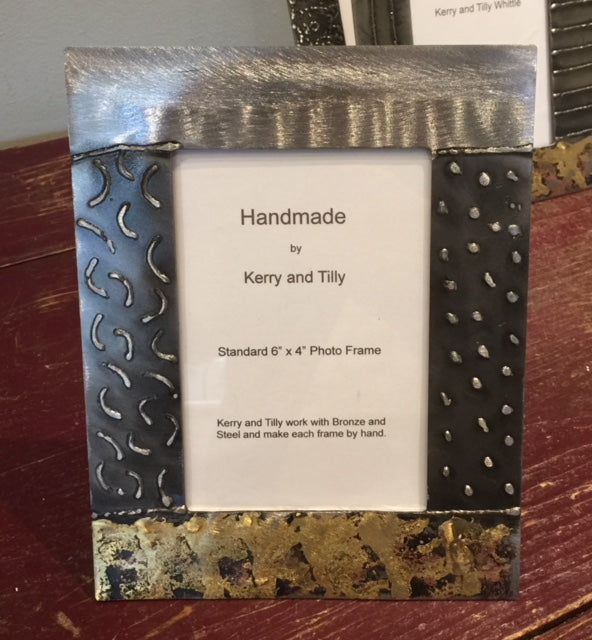 Kerry and Tilly Whittle
Handmade
by
Kerry and Tilly
Standard 6" x 4" Photo Frame
Kerry and Tilly work with Bronze and
Steel and make each frame by hand.